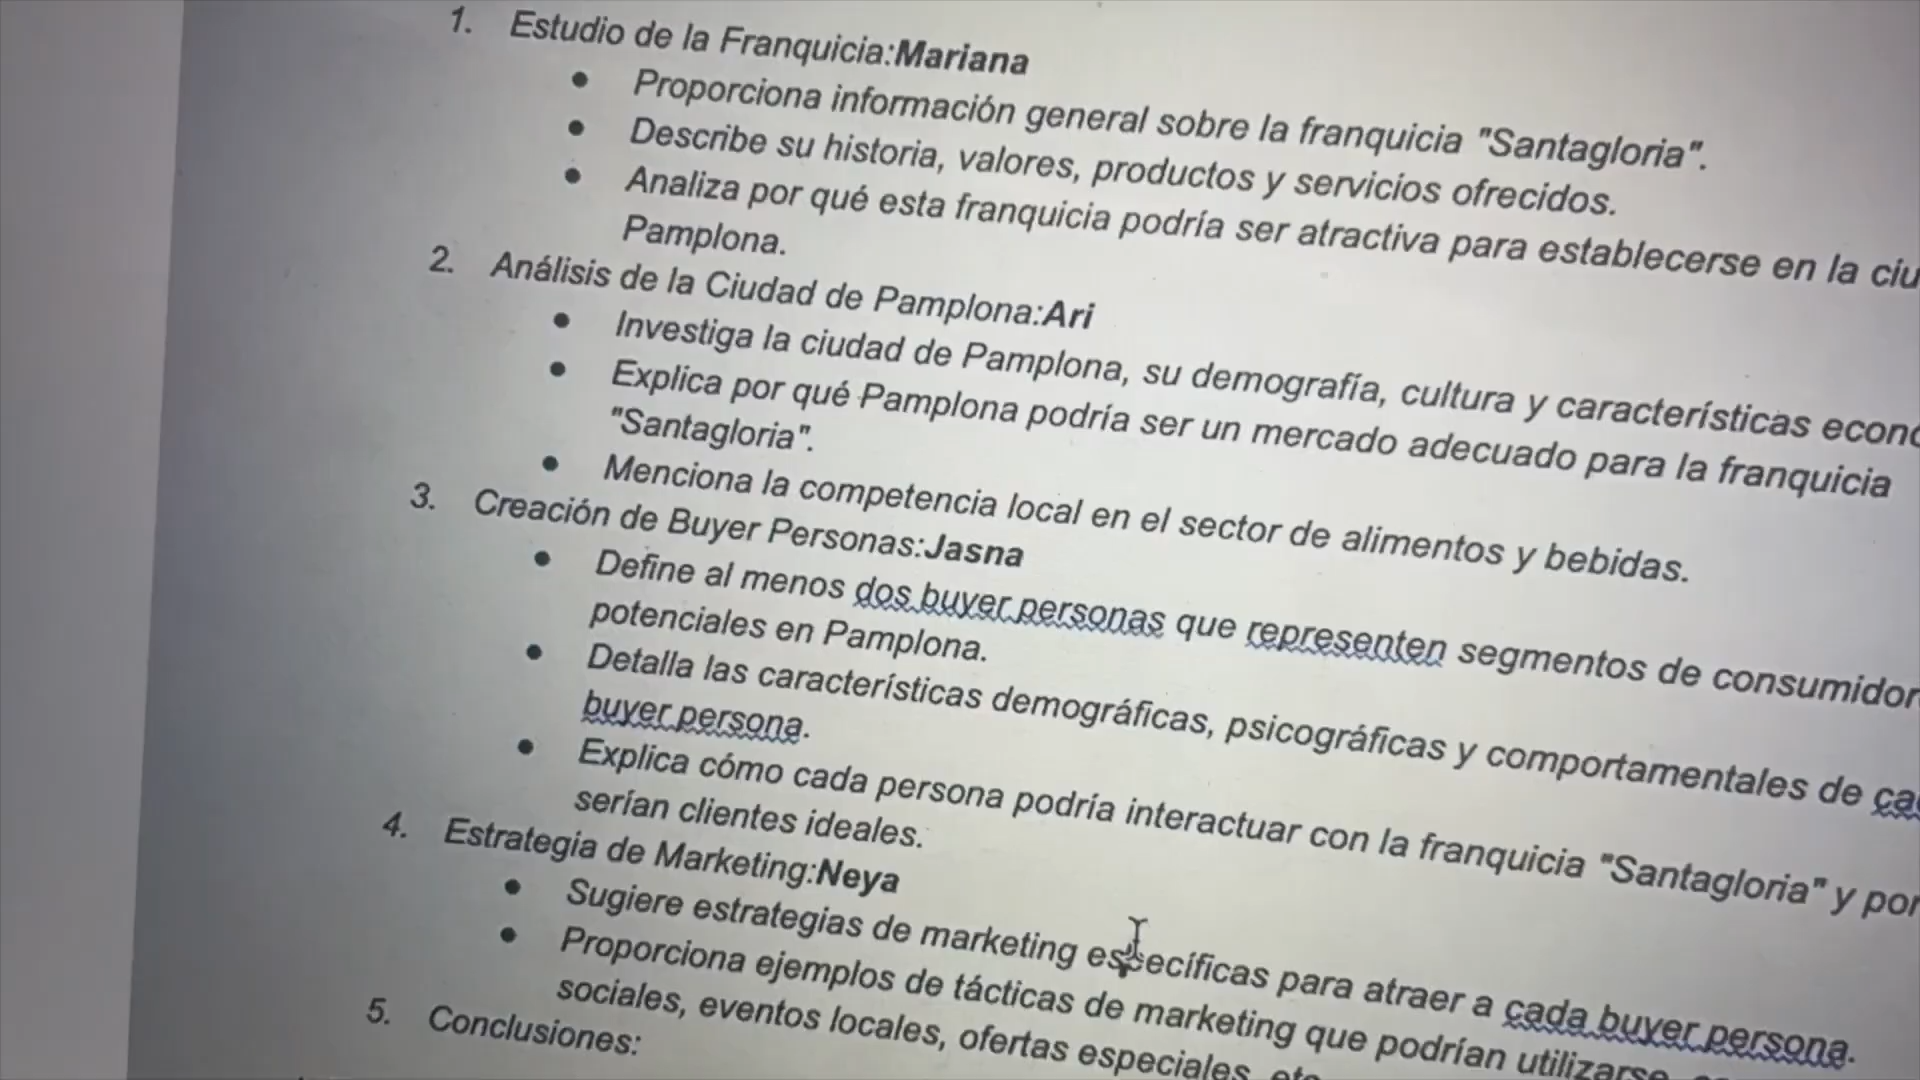 1. Estudio de la Franquicia:Mariana
● Proporciona información general sobre la franquicia "Santagloria".
● Describe su historia, valores, productos y servicios ofrecidos.
● Analiza por qué esta franquicia podría ser atractiva para establecerse en la ciu
Pamplona.
2. Análisis de la Ciudad de Pamplona:Ari
● Investiga la ciudad de Pamplona, su demografía, cultura y características econó
● Explica por qué Pamplona podría ser un mercado adecuado para la franquicia
"Santagloria".
● Menciona la competencia local en el sector de alimentos y bebidas.
3. Creación de Buyer Personas:Jasna
● Define al menos dos buyer personas que representen segmentos de consumidor
potenciales en Pamplona.
● Detalla las características demográficas, psicográficas y comportamentales de ca
buyer persona.
● Explica cómo cada persona podría interactuar con la franquicia "Santagloria" y por
serían clientes ideales.
4. Estrategia de Marketing:Neya
● Sugiere estrategias de marketing específicas para atraer a cada buyer persona.
● Proporciona ejemplos de tácticas de marketing que podrían utilizarse,
sociales, eventos locales, ofertas especiales, etc.
5. Conclusiones: